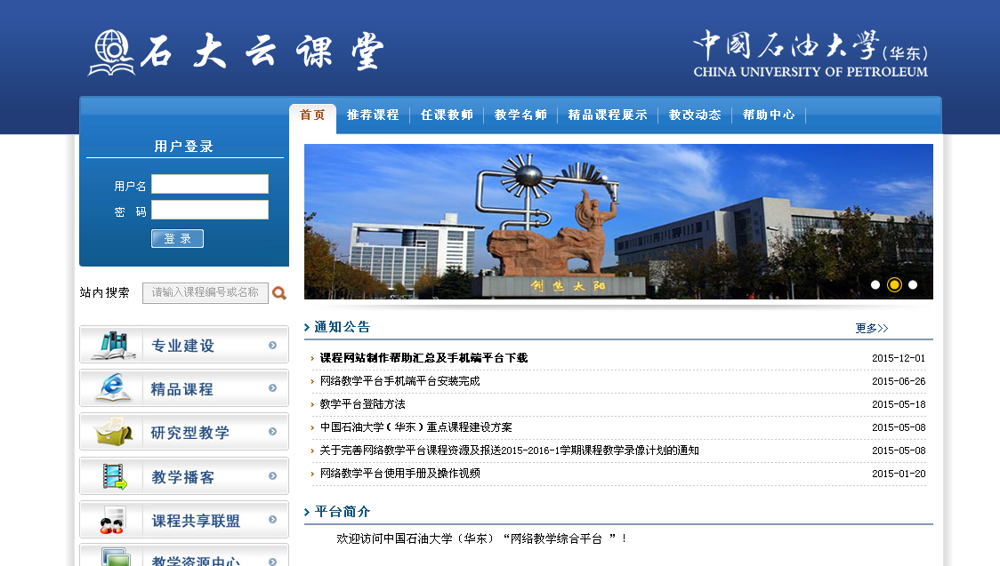 石大云课堂
中國石油大學(华东)
CHINA UNIVERSITY OF PETROLEUM
首页 推荐课程 任课教师 教学名师 精品课程展示 教改动态 帮助中心
用户登录
用户名
密 码
登 录
站内搜索 请输入课程编号或名称
专业建设
精品课程
研究型教学
教学播客
课程共享联盟
教学资源中心
创造太阳
通知公告 更多>>
课程网站制作帮助汇总及手机端平台下载 2015-12-01
网络教学平台手机端平台安装完成 2015-06-26
教学平台登陆方法 2015-05-18
中国石油大学(华东)重点课程建设方案 2015-05-08
关于完善网络教学平台课程资源及报送2015-2016-1学期课程教学录像计划的通知 2015-05-08
网络教学平台使用手册及操作视频 2015-01-20
平台简介
欢迎访问中国石油大学（华东）“网络教学综合平台 ”！